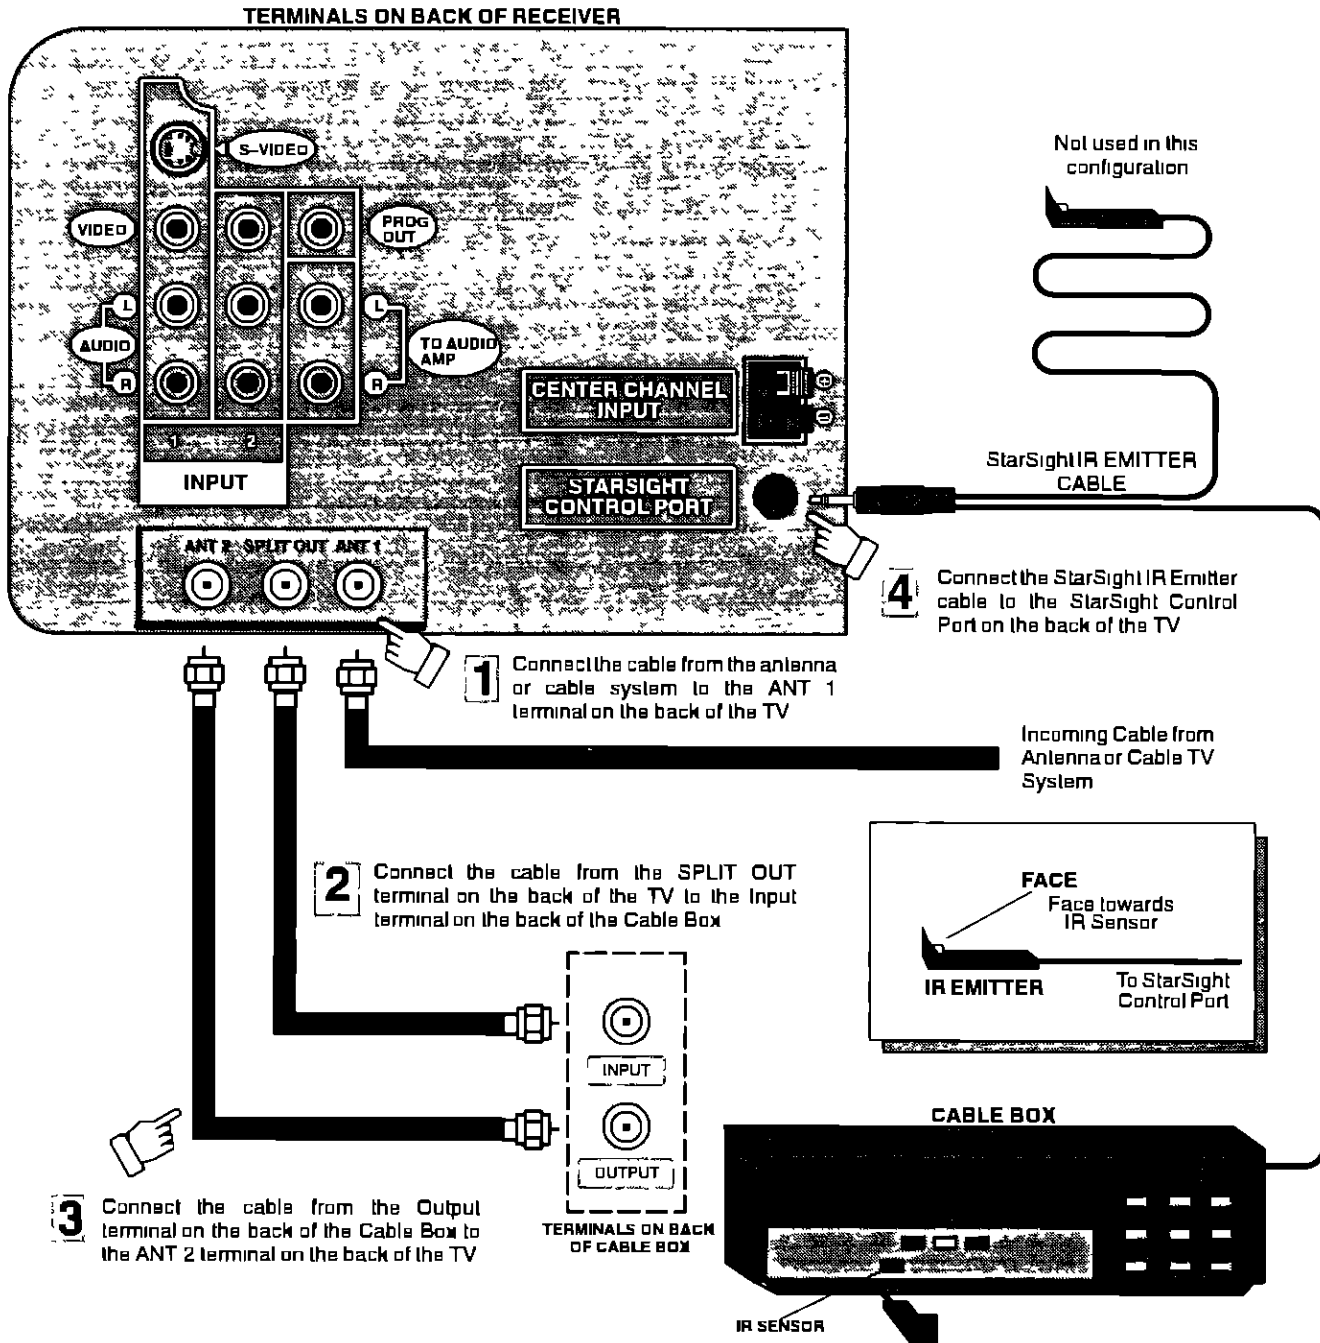 TERMINALS ON BACK OF RECEIVER
S-VIDEO
VIDEO
PROG
OUT
L
L
AUDIO
TO AUDIO
AMP
R
R
1 2
INPUT
CENTER CHANNEL
INPUT
+
−
STARSIGHT
CONTROL PORT
ANT 2 SPLIT OUT ANT 1
Not used in this
configuration
StarSight IR EMITTER
CABLE
4 Connect the StarSight IR Emitter
cable to the StarSight Control
Port on the back of the TV
1 Connect the cable from the antenna
or cable system to the ANT 1
terminal on the back of the TV
Incoming Cable from
Antenna or Cable TV
System
2 Connect the cable from the SPLIT OUT
terminal on the back of the TV to the Input
terminal on the back of the Cable Box
FACE
Face towards
IR Sensor
IR EMITTER
To StarSight
Control Port
INPUT
OUTPUT
TERMINALS ON BACK
OF CABLE BOX
3 Connect the cable from the Output
terminal on the back of the Cable Box to
the ANT 2 terminal on the back of the TV
CABLE BOX
IR SENSOR